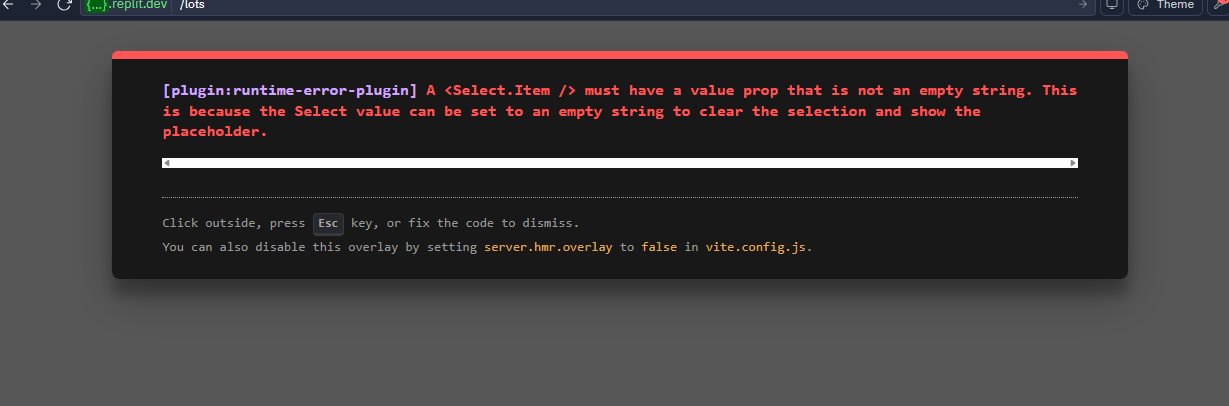 {...}.replit.dev /lots
Theme
[plugin:runtime-error-plugin] A <Select.Item /> must have a value prop that is not an empty string. This
is because the Select value can be set to an empty string to clear the selection and show the
placeholder.
Click outside, press Esc key, or fix the code to dismiss.
You can also disable this overlay by setting server.hmr.overlay to false in vite.config.js.